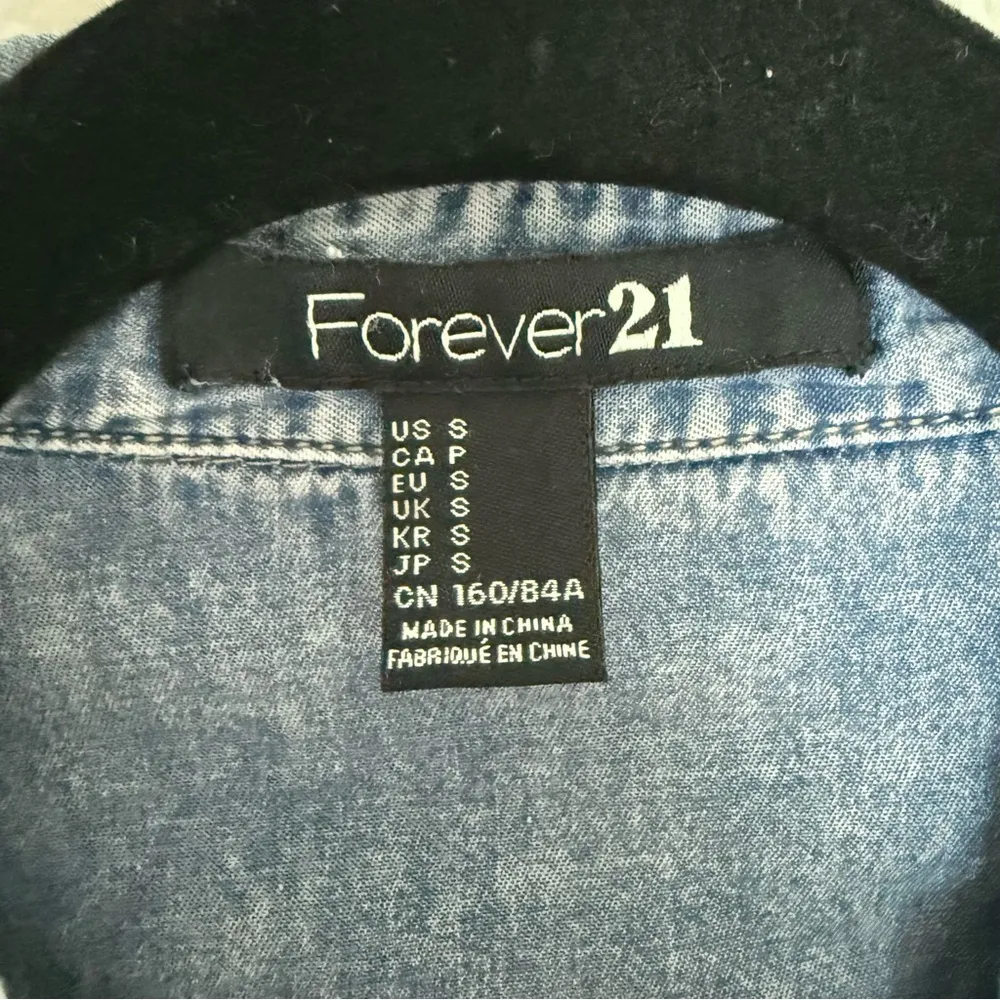 Forever21
US S
CA P
EU S
UK S
KR S
JP S
CN 160/84A
MADE IN CHINA
FABRIQUÉ EN CHINE